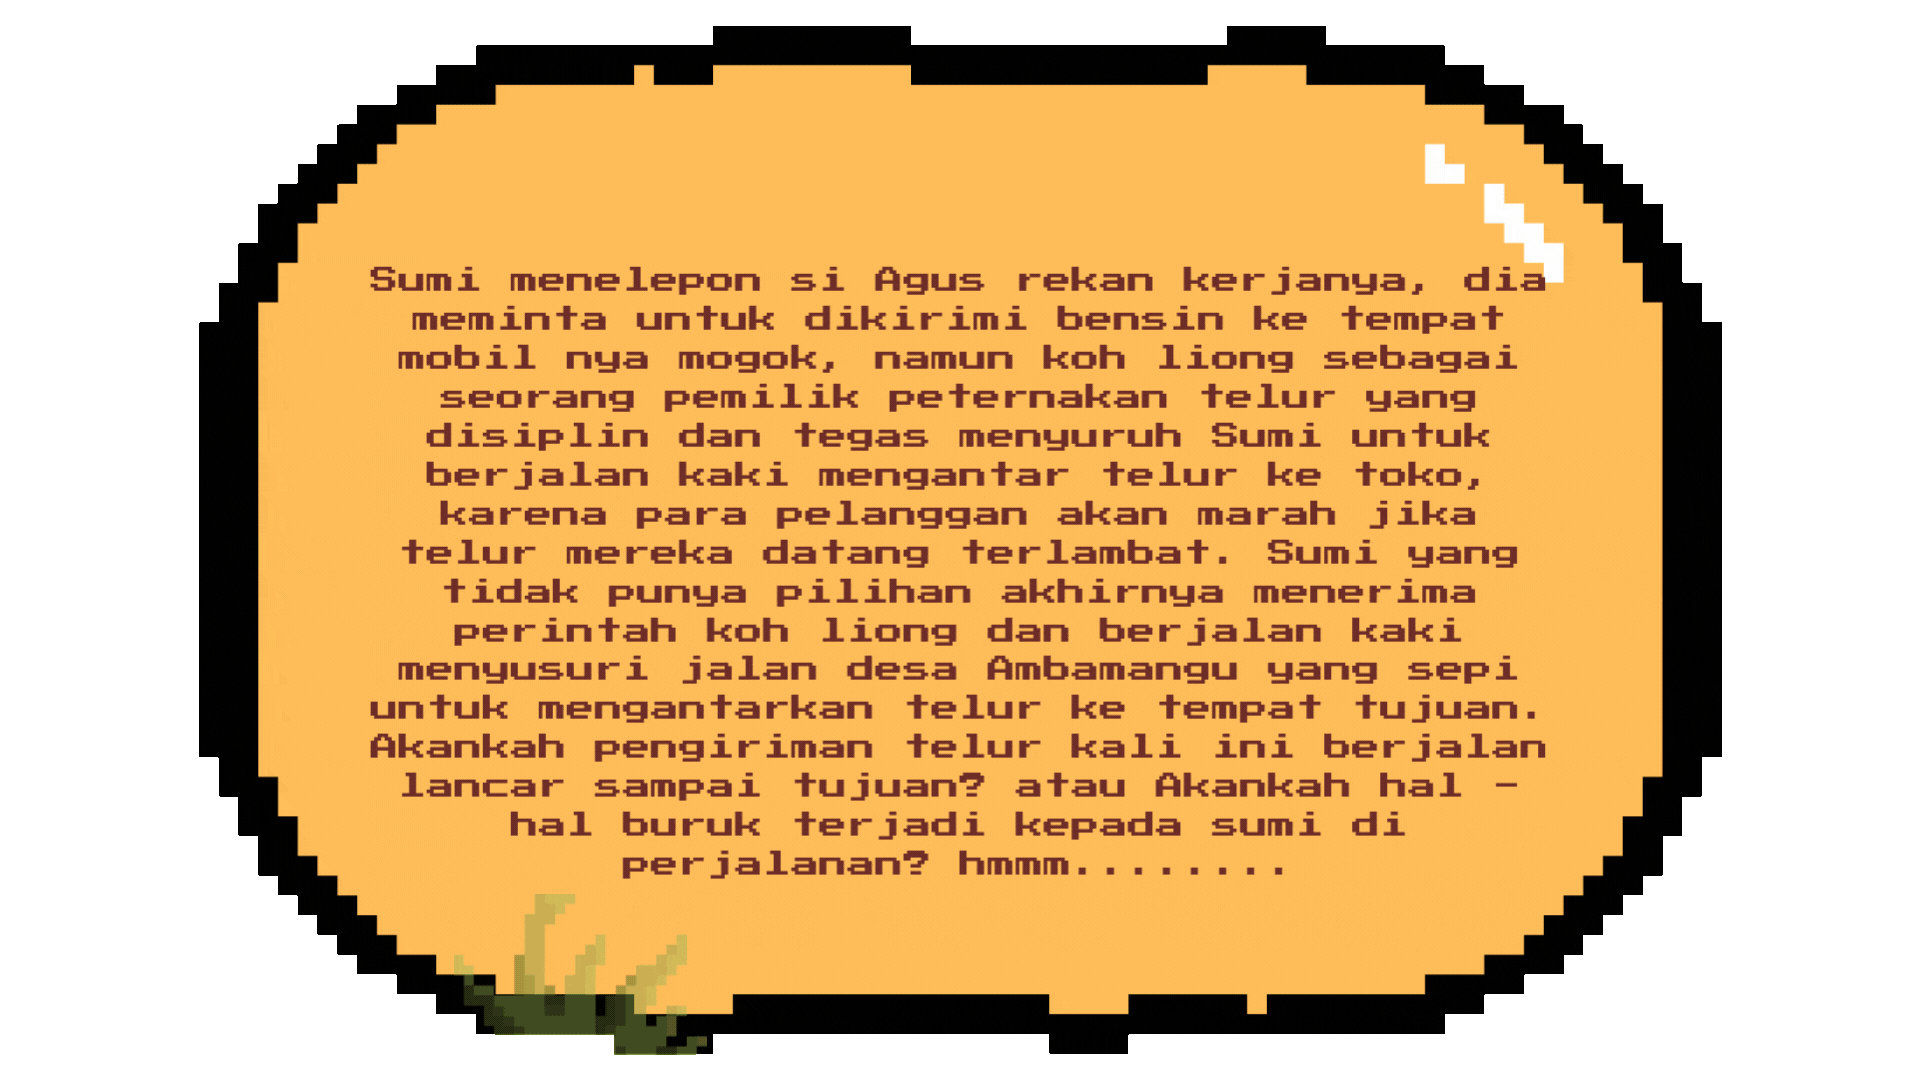 Sumi menelepon si Agus rekan kerjanya, dia
meminta untuk dikirimi bensin ke tempat
mobil nya mogok, namun koh liong sebagai
seorang pemilik peternakan telur yang
disiplin dan tegas menyuruh Sumi untuk
berjalan kaki mengantar telur ke toko,
karena para pelanggan akan marah jika
telur mereka datang terlambat. Sumi yang
tidak punya pilihan akhirnya menerima
perintah koh liong dan berjalan kaki
menyusuri jalan desa Ambamangu yang sepi
untuk mengantarkan telur ke tempat tujuan.
Akankah pengiriman telur kali ini berjalan
lancar sampai tujuan? atau Akankah hal -
hal buruk terjadi kepada sumi di
perjalanan? hmmm........